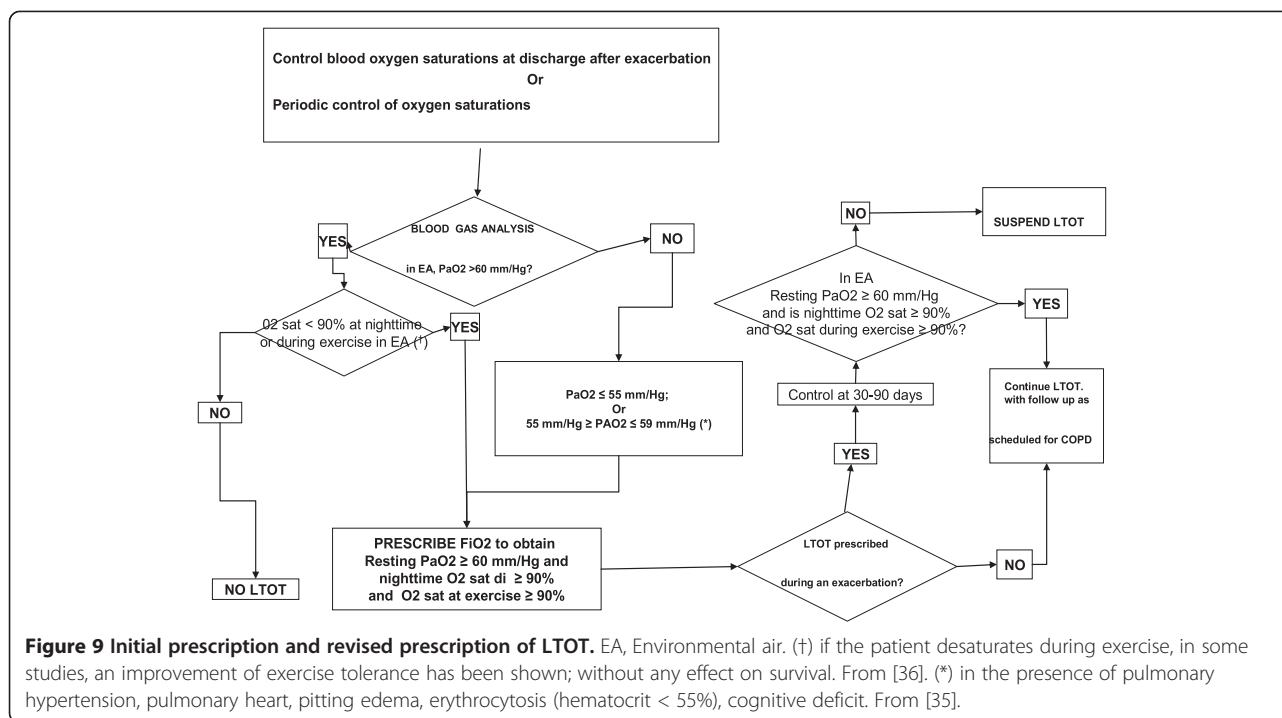 Control blood oxygen saturations at discharge after exacerbation
Or
Periodic control of oxygen saturations
BLOOD GAS ANALYSIS
in EA, PaO2 >60 mm/Hg?
YES
NO
02 sat < 90% at nighttime
or during exercise in EA (†)
YES
NO
NO LTOT
PaO2 ≤ 55 mm/Hg;
Or
55 mm/Hg ≥ PAO2 ≤ 59 mm/Hg (*)
PRESCRIBE FiO2 to obtain
Resting PaO2 ≥ 60 mm/Hg and
nighttime O2 sat di ≥ 90%
and O2 sat at exercise ≥ 90%
LTOT prescribed
during an exacerbation?
YES
NO
Control at 30-90 days
In EA
Resting PaO2 ≥ 60 mm/Hg
and is nighttime O2 sat ≥ 90%
and O2 sat during exercise ≥ 90%?
NO
SUSPEND LTOT
YES
Continue LTOT.
with follow up as
scheduled for COPD
Figure 9 Initial prescription and revised prescription of LTOT. EA, Environmental air. (†) if the patient desaturates during exercise, in some
studies, an improvement of exercise tolerance has been shown; without any effect on survival. From [36]. (*) in the presence of pulmonary
hypertension, pulmonary heart, pitting edema, erythrocytosis (hematocrit < 55%), cognitive deficit. From [35].